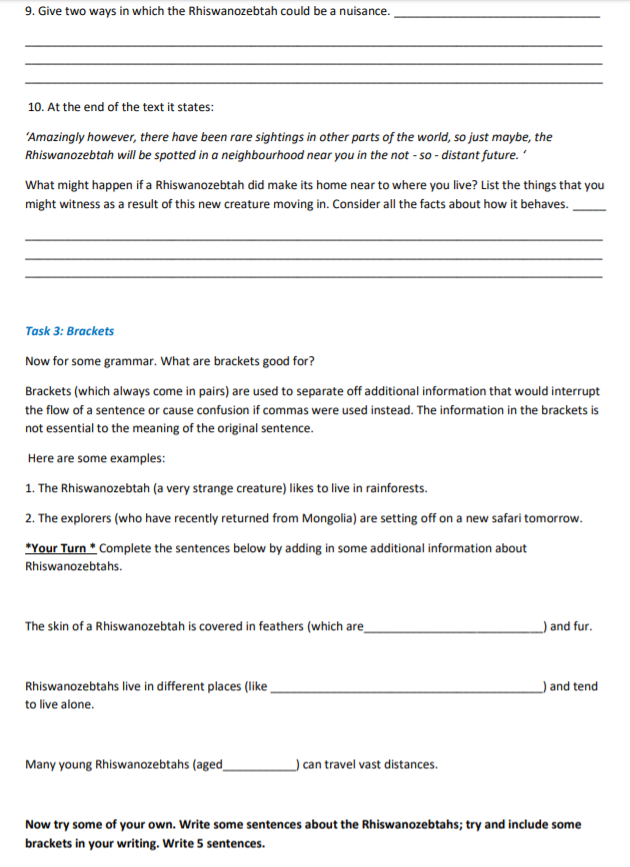 9. Give two ways in which the Rhiswanozebtah could be a nuisance. ________________________________
____________________________________________________________________________________
____________________________________________________________________________________
____________________________________________________________________________________
10. At the end of the text it states:
‘Amazingly however, there have been rare sightings in other parts of the world, so just maybe, the
Rhiswanozebtah will be spotted in a neighbourhood near you in the not - so - distant future. ‘
What might happen if a Rhiswanozebtah did make its home near to where you live? List the things that you
might witness as a result of this new creature moving in. Consider all the facts about how it behaves. _____
____________________________________________________________________________________
____________________________________________________________________________________
____________________________________________________________________________________
Task 3: Brackets
Now for some grammar. What are brackets good for?
Brackets (which always come in pairs) are used to separate off additional information that would interrupt
the flow of a sentence or cause confusion if commas were used instead. The information in the brackets is
not essential to the meaning of the original sentence.
Here are some examples:
1. The Rhiswanozebtah (a very strange creature) likes to live in rainforests.
2. The explorers (who have recently returned from Mongolia) are setting off on a new safari tomorrow.
*Your Turn * Complete the sentences below by adding in some additional information about
Rhiswanozebtahs.
The skin of a Rhiswanozebtah is covered in feathers (which are___________________________) and fur.
Rhiswanozebtahs live in different places (like ________________________________________) and tend
to live alone.
Many young Rhiswanozebtahs (aged___________) can travel vast distances.
Now try some of your own. Write some sentences about the Rhiswanozebtahs; try and include some
brackets in your writing. Write 5 sentences.